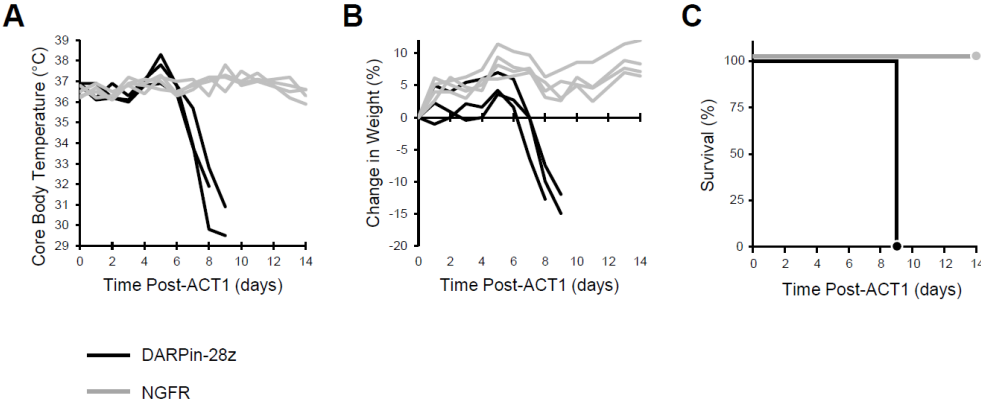 A
B
C
Core Body Temperature (°C)
39
38
37
36
35
34
33
32
31
30
29
0 2 4 6 8 10 12 14
Time Post-ACT1 (days)
Change in Weight (%)
10
5
0
-5
-10
-15
-20
0 2 4 6 8 10 12 14
Time Post-ACT1 (days)
Survival (%)
100
75
50
25
0
0 2 4 6 8 10 12 14
Time Post-ACT1 (days)
DARPin-28z
NGFR